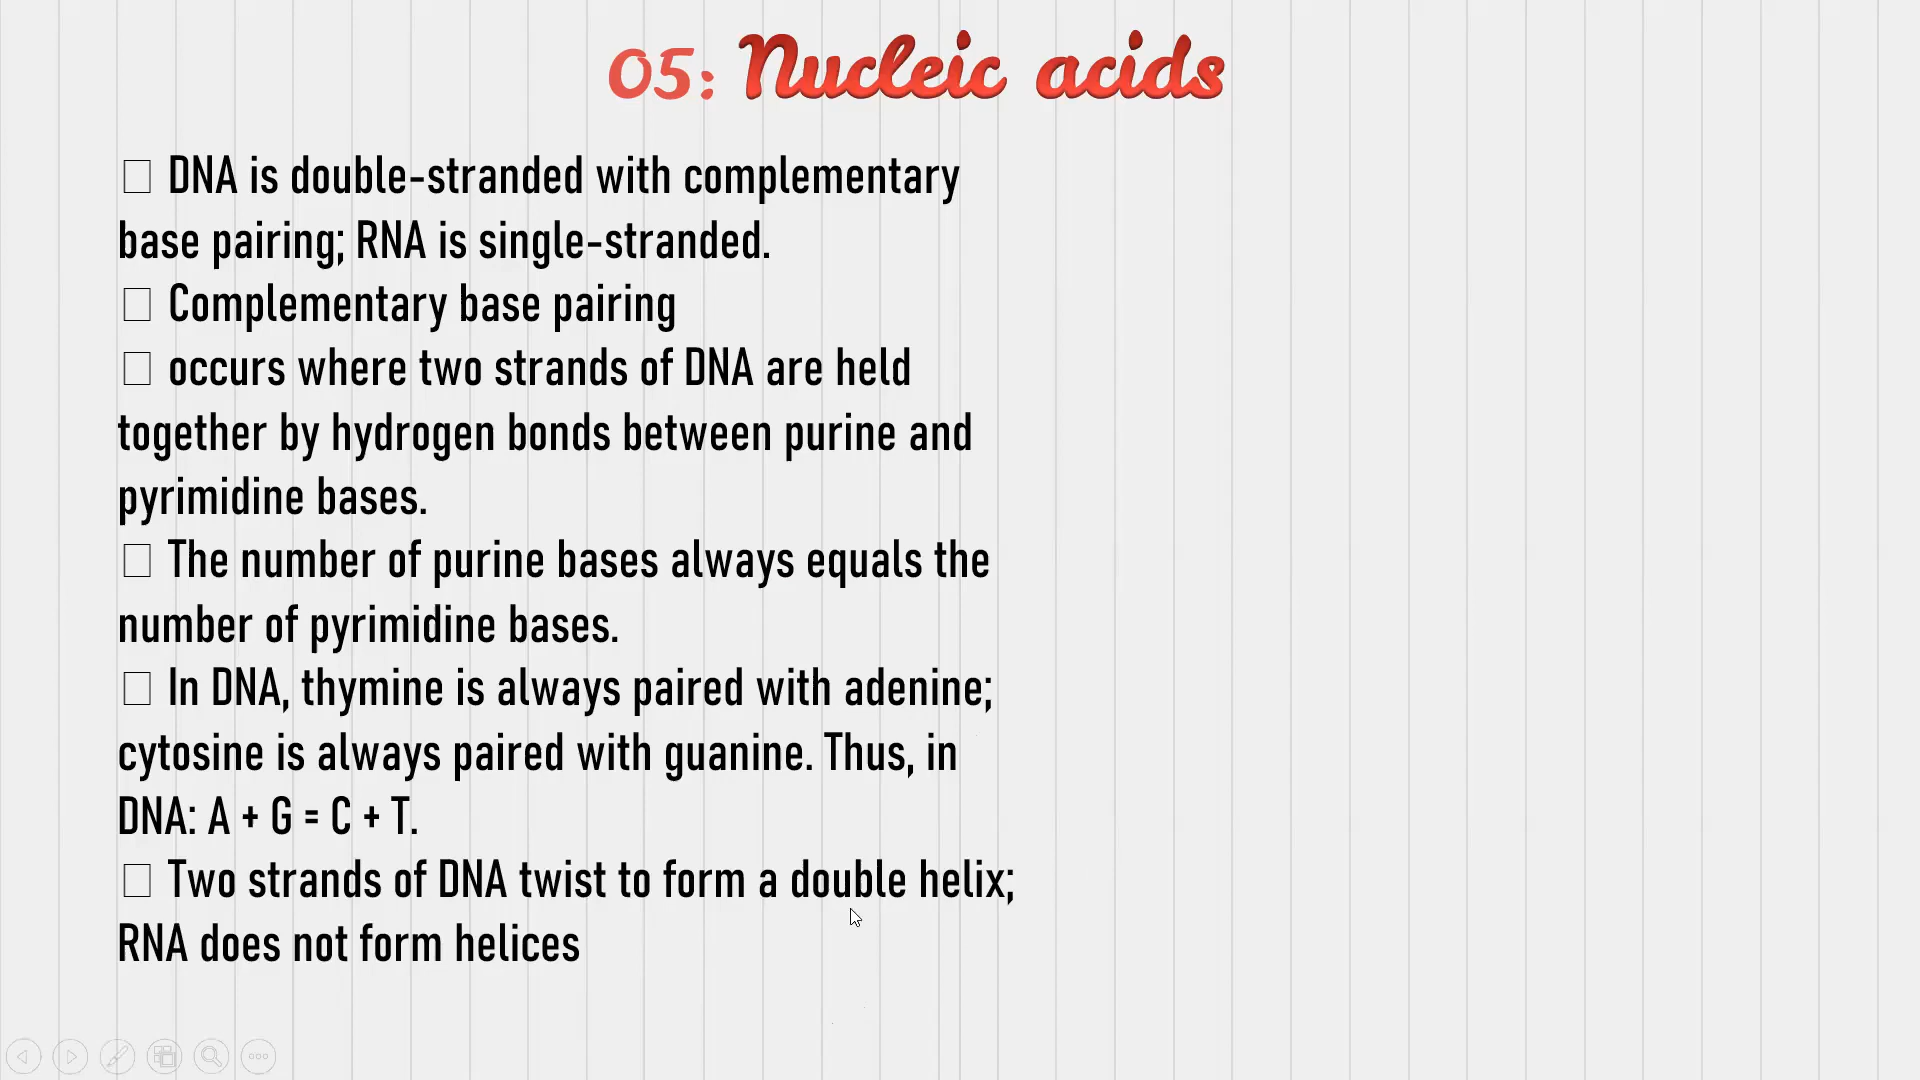 05: Nucleic acids
□ DNA is double-stranded with complementary
base pairing; RNA is single-stranded.
□ Complementary base pairing
□ occurs where two strands of DNA are held
together by hydrogen bonds between purine and
pyrimidine bases.
□ The number of purine bases always equals the
number of pyrimidine bases.
□ In DNA, thymine is always paired with adenine;
cytosine is always paired with guanine. Thus, in
DNA: A + G = C + T.
□ Two strands of DNA twist to form a double helix;
RNA does not form helices